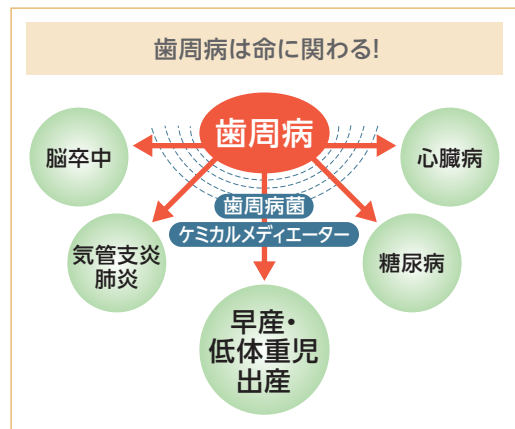 歯周病は命に関わる!
歯周病
脳卒中
心臓病
歯周病菌
ケミカルメディエーター
気管支炎
肺炎
糖尿病
早産・
低体重児
出産